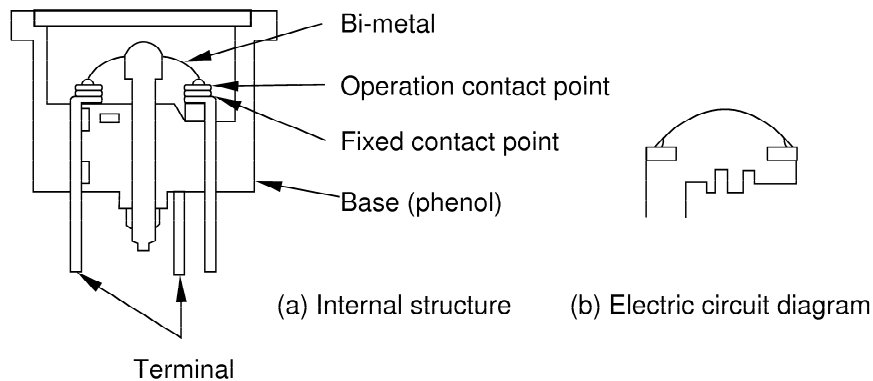 Bi-metal
Operation contact point
Fixed contact point
Base (phenol)
(a) Internal structure
(b) Electric circuit diagram
Terminal